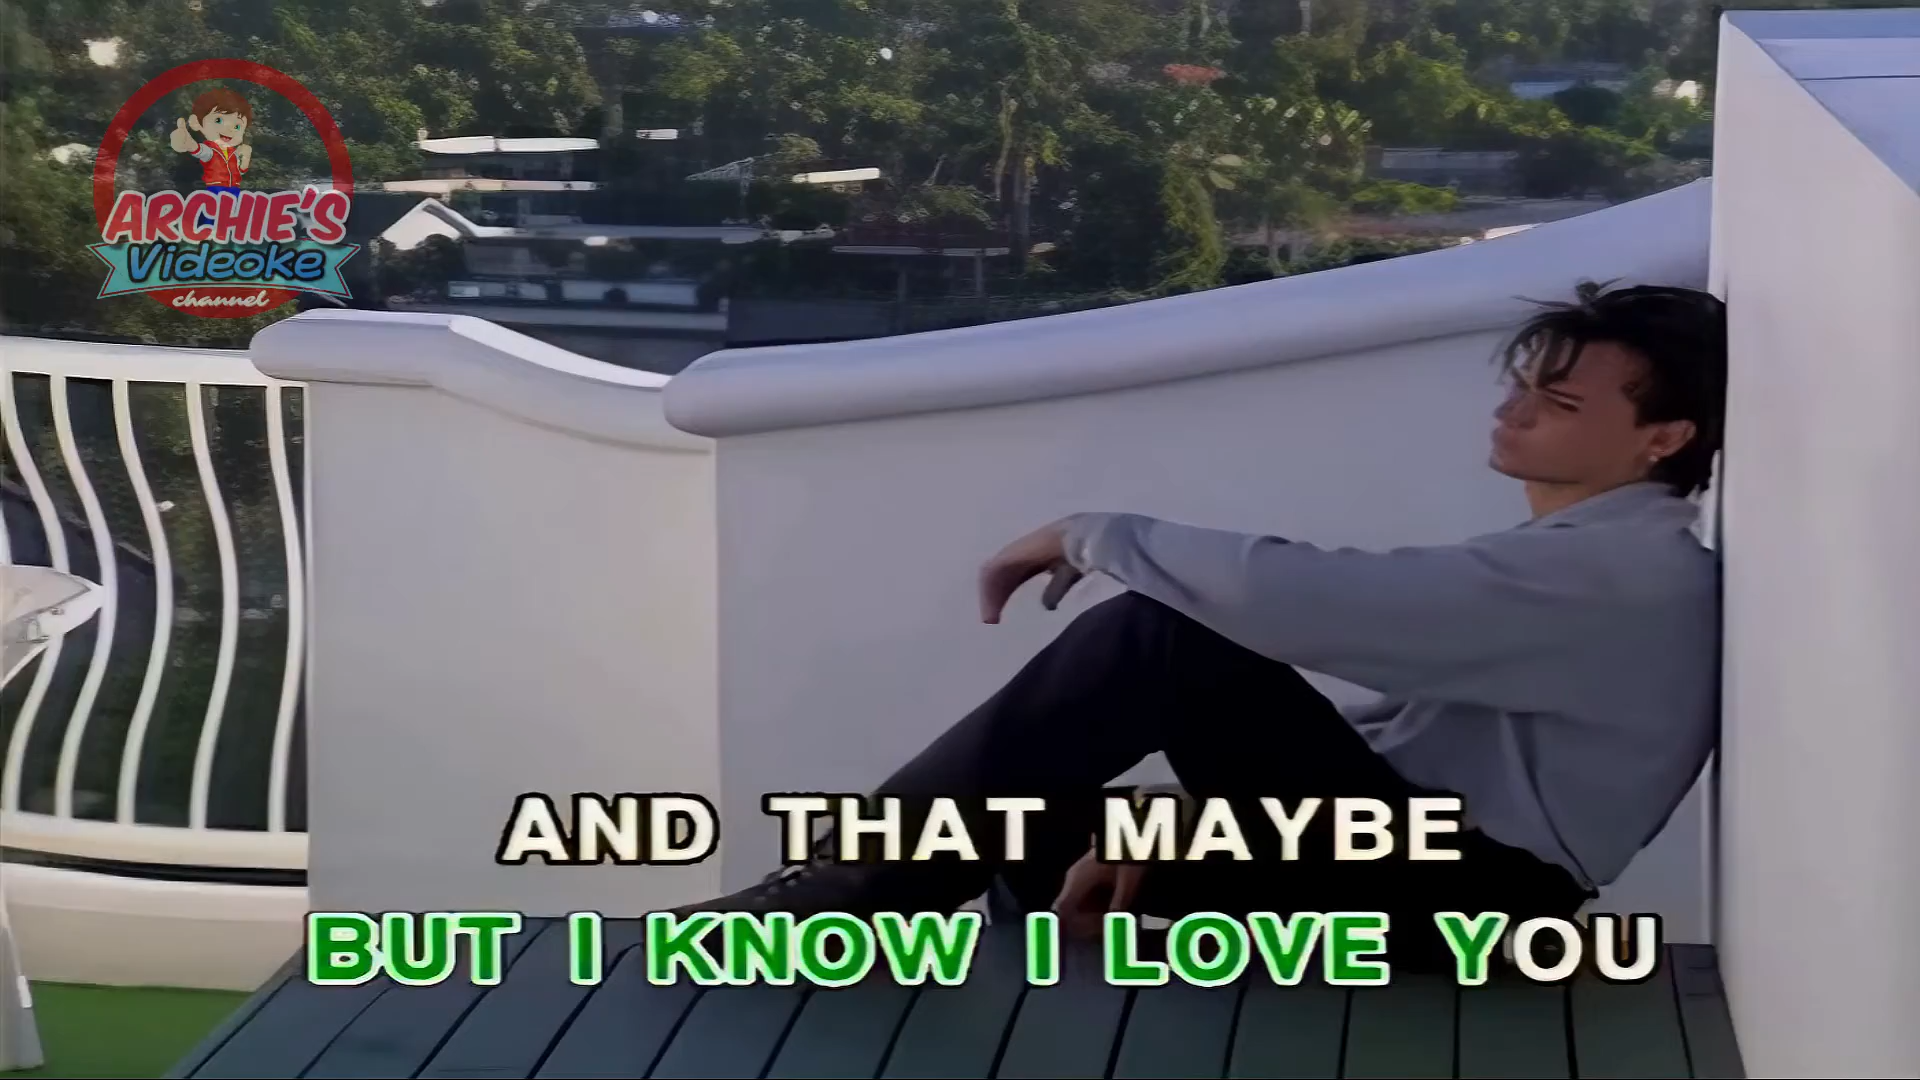 ARCHIE'S
Videoke
channel
AND THAT MAYBE
BUT I KNOW I LOVE YOU